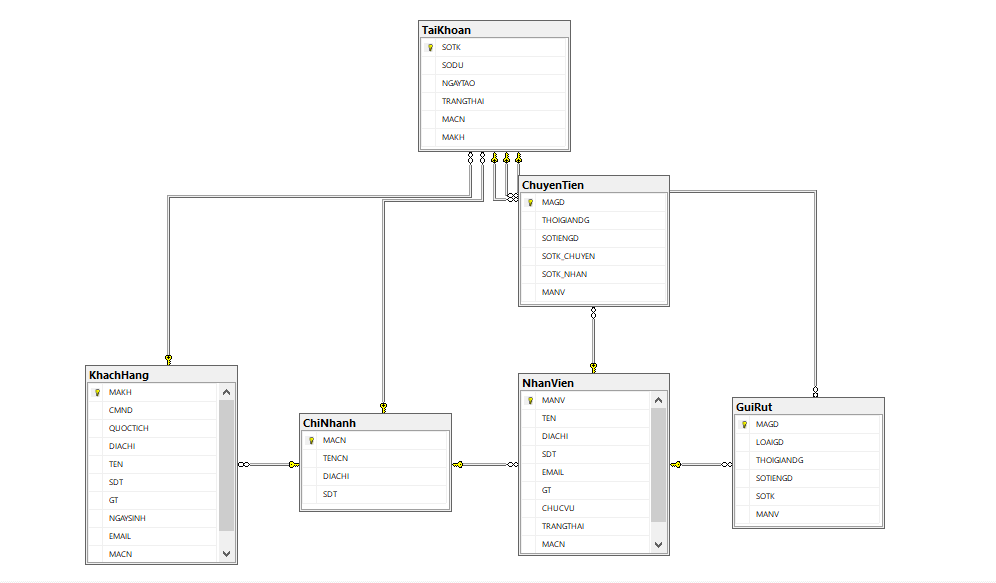 TaiKhoan
SOTK
SODU
NGAYTAO
TRANGTHAI
MACN
MAKH
ChuyenTien
MAGD
THOIGIANDG
SOTIENGD
SOTK_CHUYEN
SOTK_NHAN
MANV
KhachHang
MAKH
CMND
QUOCTICH
DIACHI
TEN
SDT
GT
NGAYSINH
EMAIL
MACN
ChiNhanh
MACN
TENCN
DIACHI
SDT
NhanVien
MANV
TEN
DIACHI
SDT
EMAIL
GT
CHUCVU
TRANGTHAI
MACN
GuiRut
MAGD
LOAIGD
THOIGIANDG
SOTIENGD
SOTK
MANV